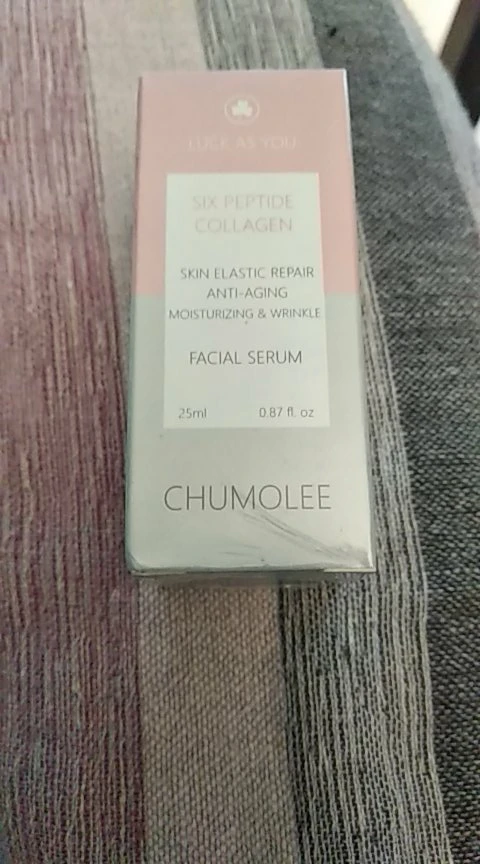 LUCK AS YOU
SIX PEPTIDE
COLLAGEN
SKIN ELASTIC REPAIR
ANTI-AGING
MOISTURIZING & WRINKLE
FACIAL SERUM
25ml 0.87 fl. oz
CHUMOLEE